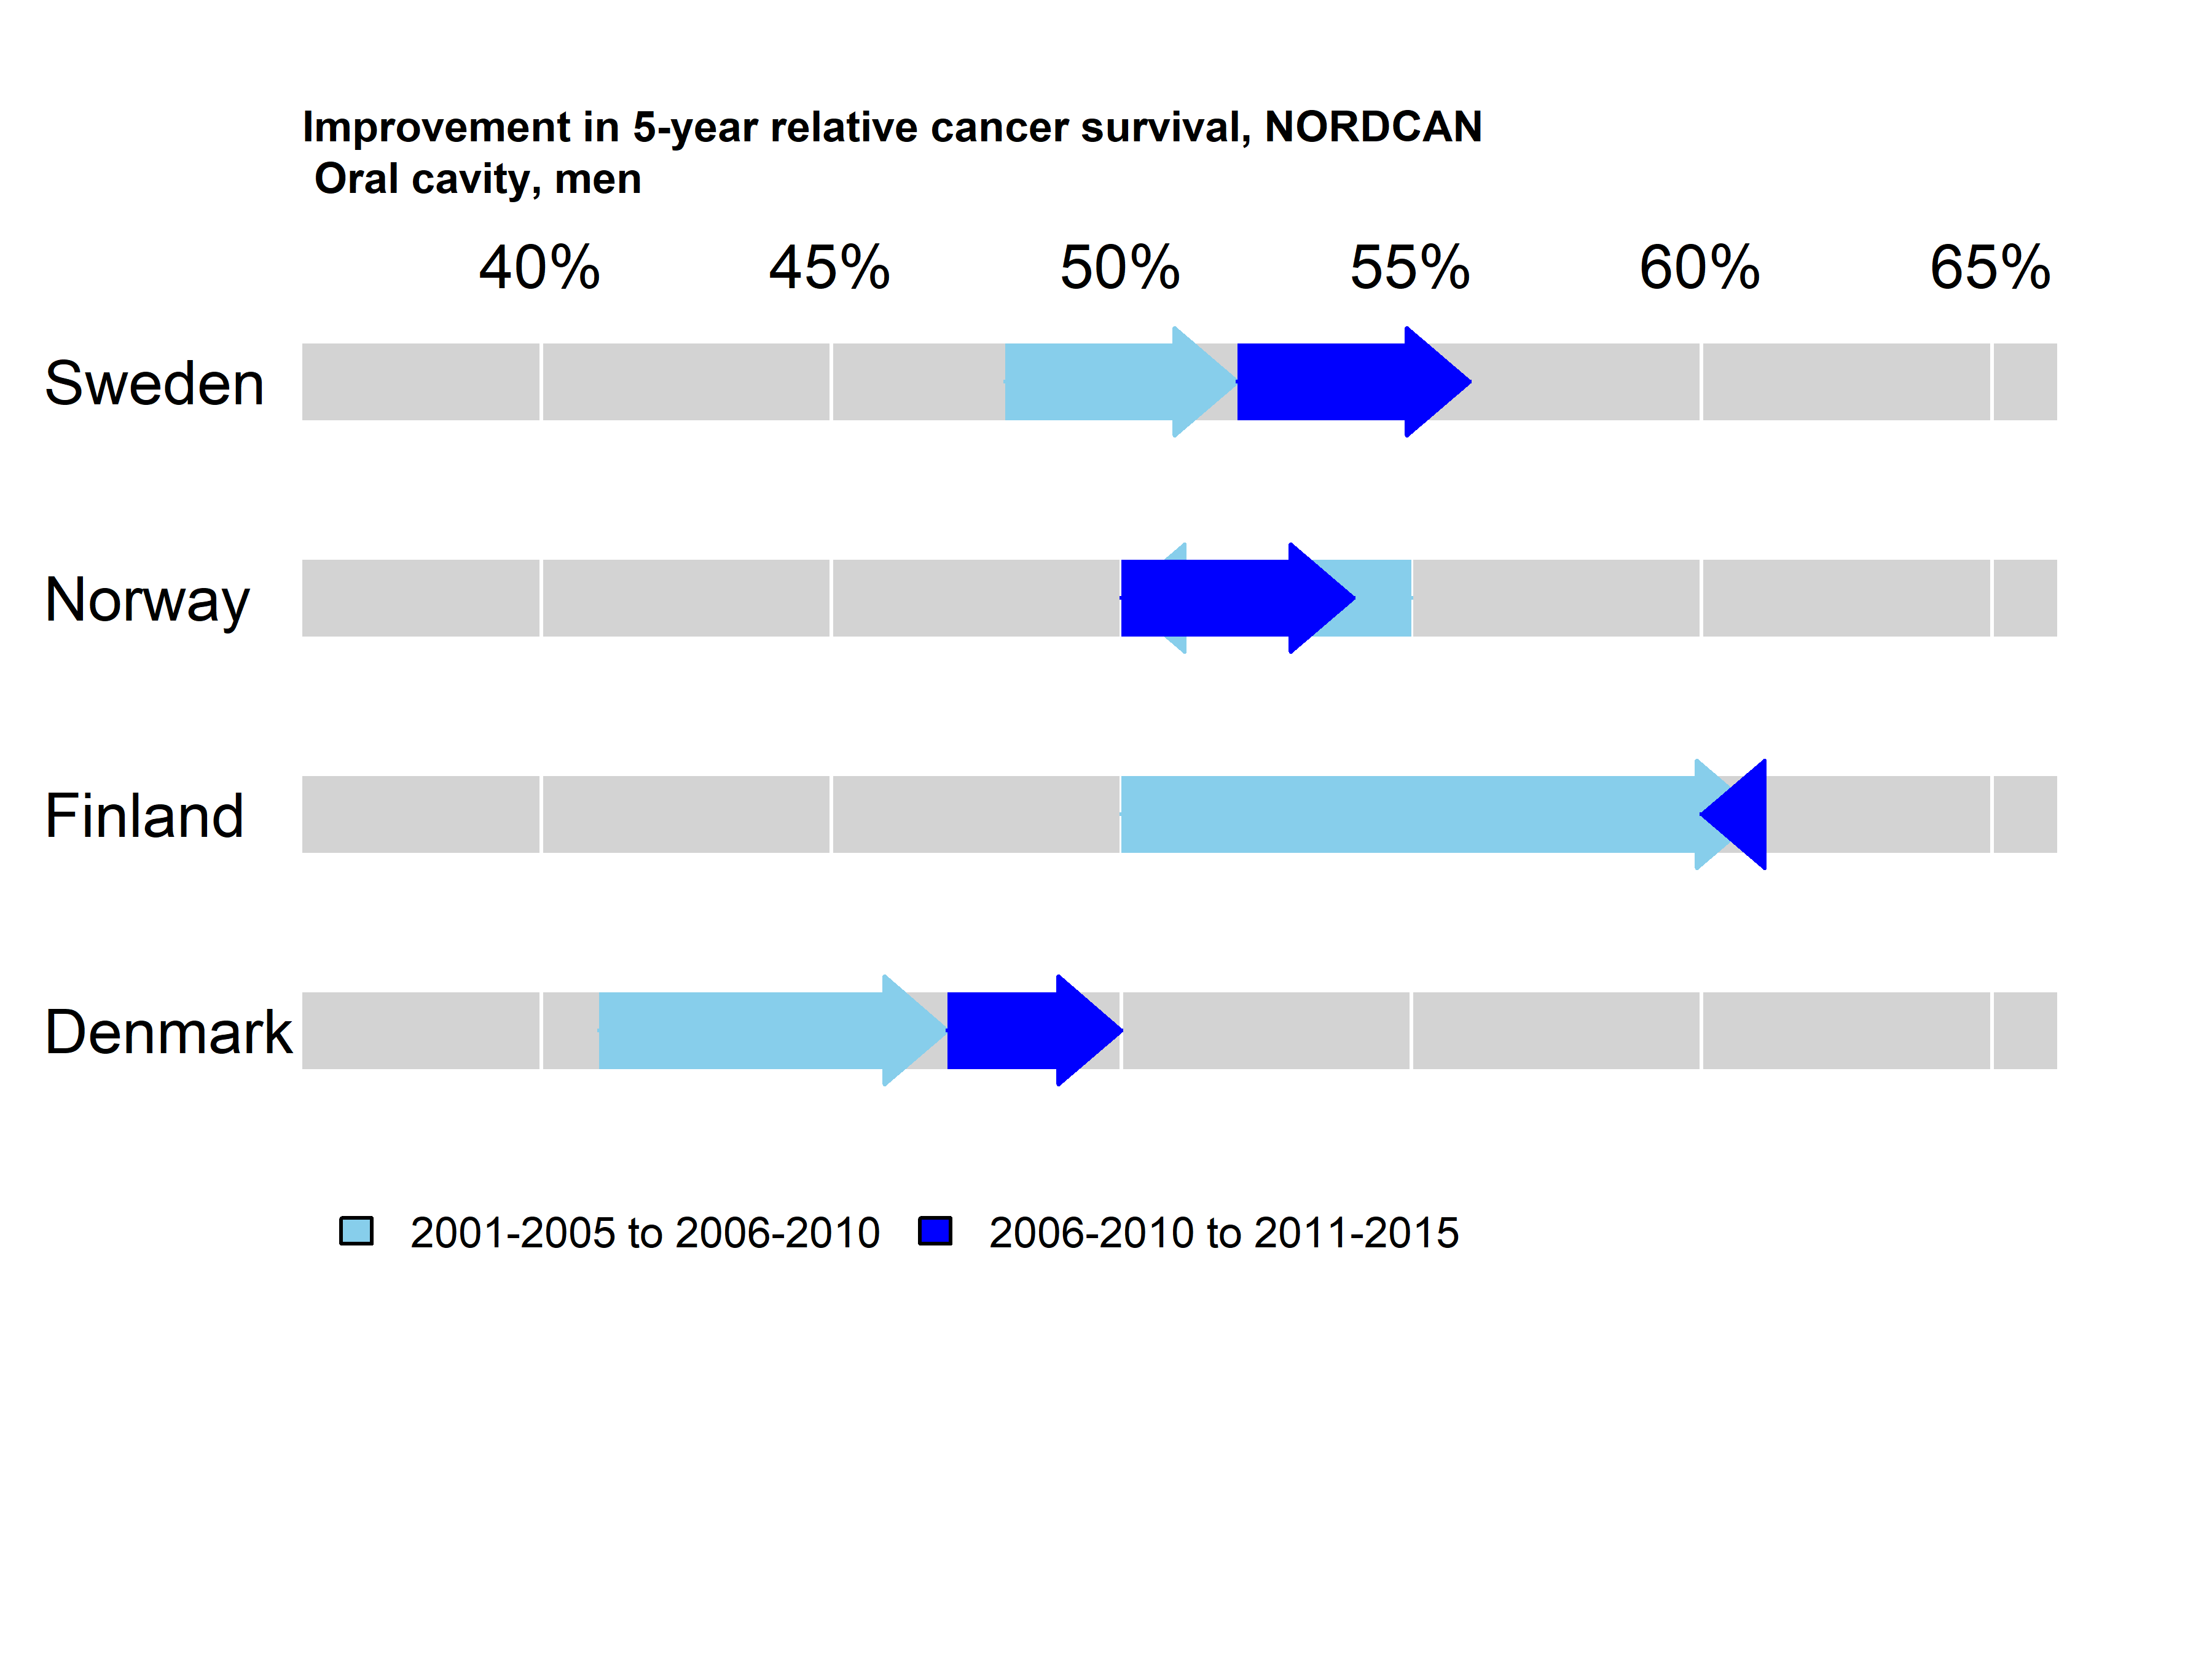 Improvement in 5-year relative cancer survival, NORDCAN
Oral cavity, men
40% 45% 50% 55% 60% 65%
Sweden
Norway
Finland
Denmark
2001-2005 to 2006-2010 2006-2010 to 2011-2015